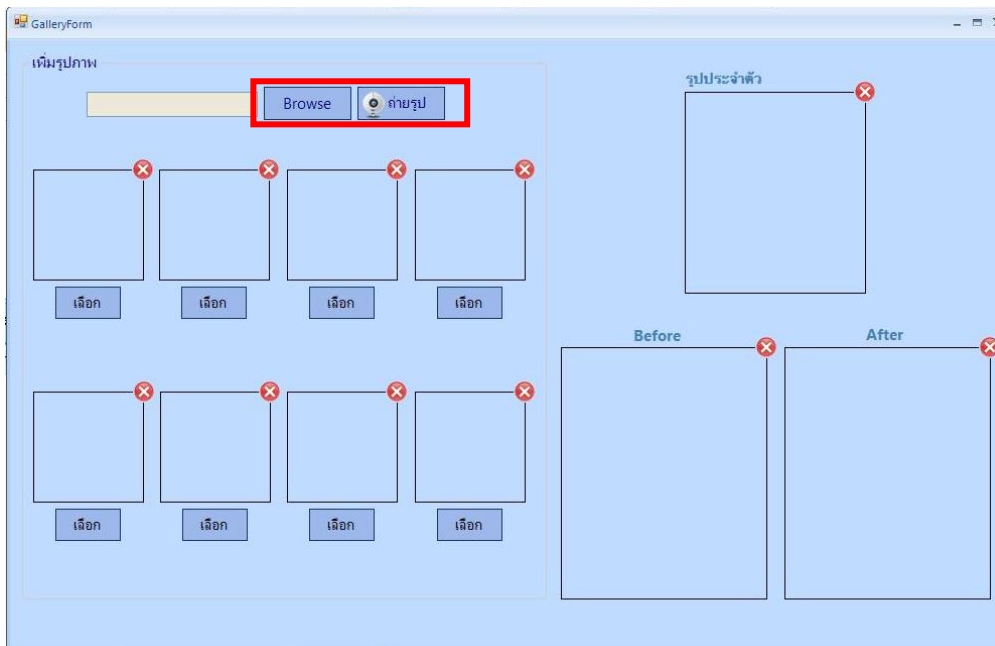 GalleryForm
เพิ่มรูปภาพ
Browse ถ่ายรูป
เลือก เลือก เลือก เลือก
เลือก เลือก เลือก เลือก
รูปประจำตัว
Before After